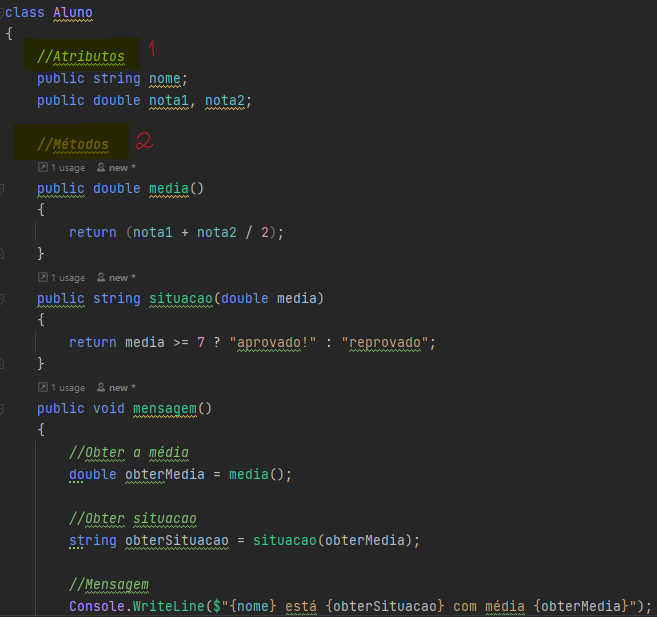 class Aluno
{
//Atributos 1
public string nome;
public double nota1, nota2;
//Métodos 2
1 usage new *
public double media()
{
return (nota1 + nota2 / 2);
}
1 usage new *
public string situacao(double media)
{
return media >= 7 ? "aprovado!" : "reprovado";
}
1 usage new *
public void mensagem()
{
//Obter a média
double obterMedia = media();
//Obter situacao
string obterSituacao = situacao(obterMedia);
//Mensagem
Console.WriteLine($"{nome} está {obterSituacao} com média {obterMedia}");